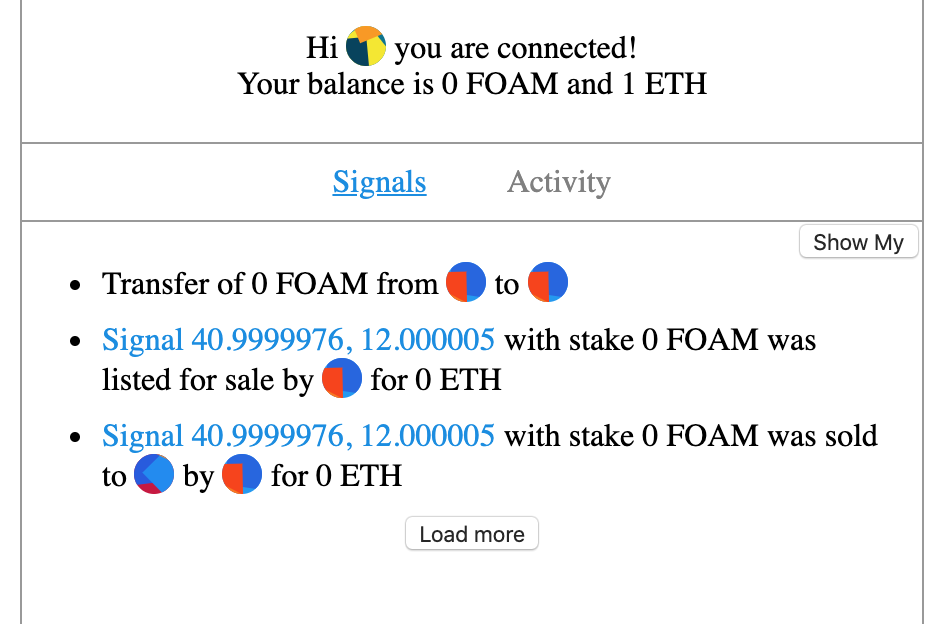 Hi you are connected!
Your balance is 0 FOAM and 1 ETH
Signals Activity
Show My
Transfer of 0 FOAM from to
Signal 40.9999976, 12.000005 with stake 0 FOAM was
listed for sale by for 0 ETH
Signal 40.9999976, 12.000005 with stake 0 FOAM was sold
to by for 0 ETH
Load more